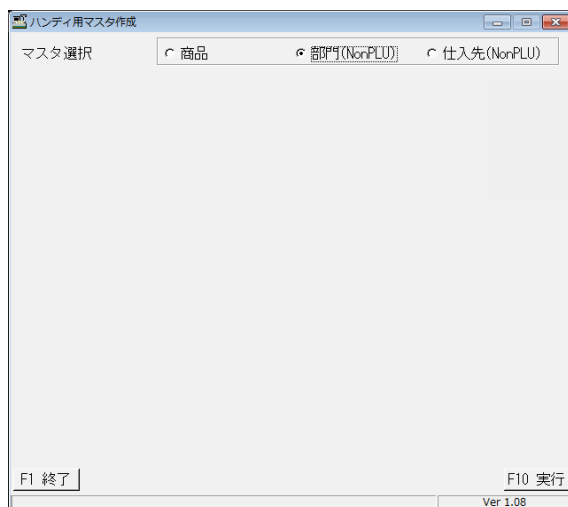 ハンディ用マスタ作成
マスタ選択 商品 部門(NonPLU) 仕入先(NonPLU)
F1 終了 F10 実行
Ver 1.08